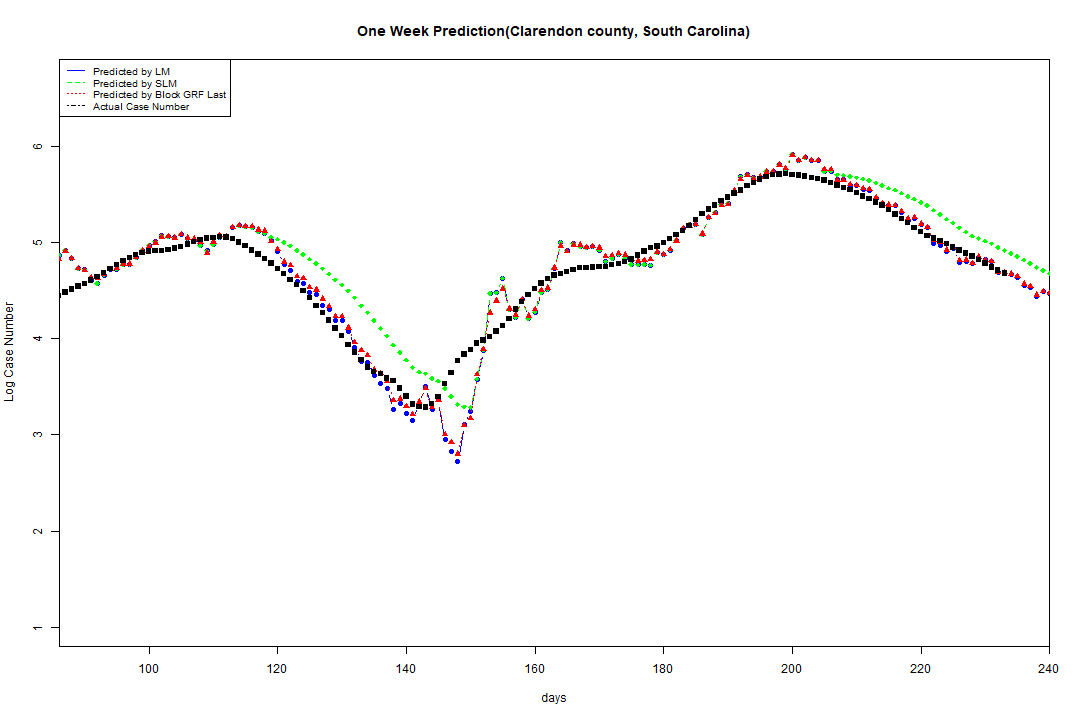 One Week Prediction(Clarendon county, South Carolina)
Predicted by LM
Predicted by SLM
Predicted by Block GRF Last
Actual Case Number
Log Case Number
6
5
4
3
2
1
100 120 140 160 180 200 220 240
days